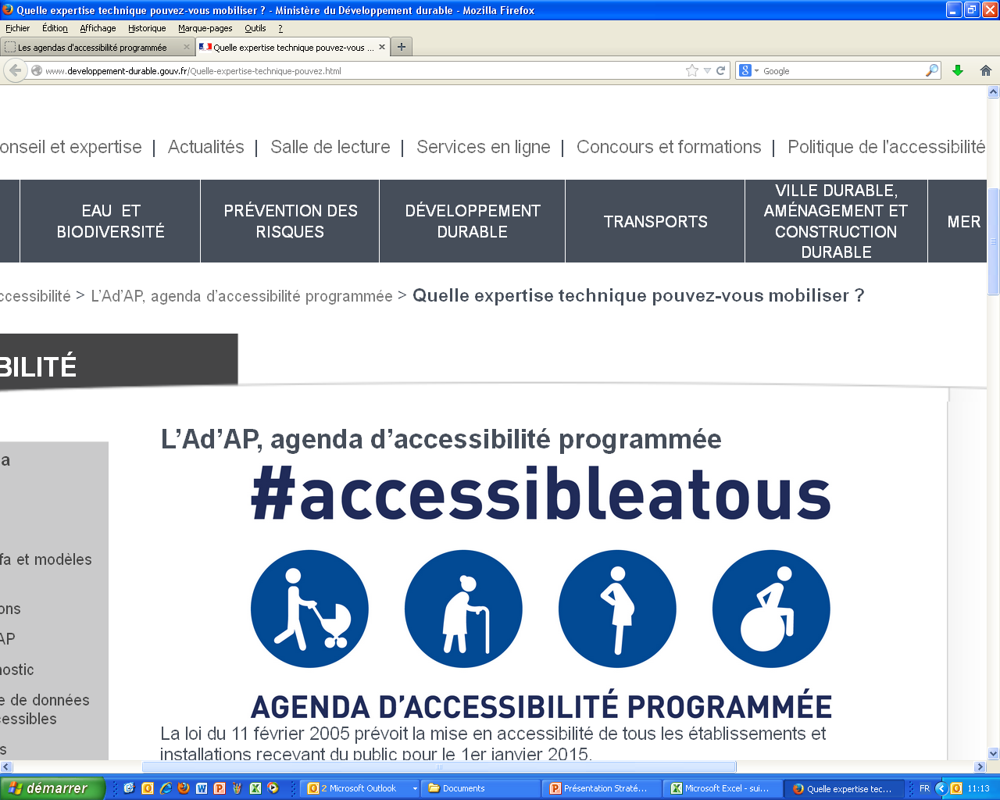 Quelle expertise technique pouvez-vous mobiliser ? - Ministère du Développement durable - Mozilla Firefox
Fichier Édition Affichage Historique Marque-pages Outils ?
Les agendas d'accessibilité programmée
Quelle expertise technique pouvez-vous ...
www.developpement-durable.gouv.fr/Quelle-expertise-technique-pouvez.html
Google
onseil et expertise | Actualités | Salle de lecture | Services en ligne | Concours et formations | Politique de l'accessibilité
EAU ET
BIODIVERSITÉ
PRÉVENTION DES
RISQUES
DÉVELOPPEMENT
DURABLE
TRANSPORTS
VILLE DURABLE,
AMÉNAGEMENT ET
CONSTRUCTION
DURABLE
MER
ccessibilité > L'Ad'AP, agenda d'accessibilité programmée > Quelle expertise technique pouvez-vous mobiliser ?
BILITÉ
a
fa et modèles
ons
AP
nostic
e de données
cessibles
s
L'Ad'AP, agenda d'accessibilité programmée
#accessibleatous
AGENDA D'ACCESSIBILITÉ PROGRAMMÉE
La loi du 11 février 2005 prévoit la mise en accessibilité de tous les établissements et
installations recevant du public pour le 1er janvier 2015.
démarrer
2 Microsoft Outlook
Documents
Présentation Straté...
Microsoft Excel - sui...
Quelle expertise tec...
FR
11:13